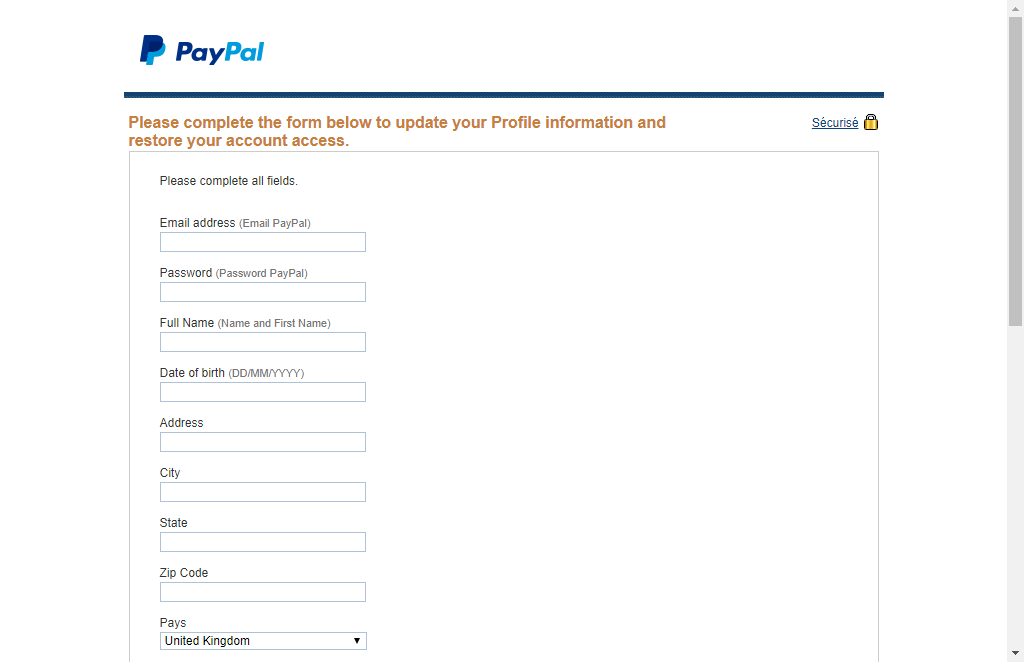 PayPal
Please complete the form below to update your Profile information and
restore your account access.
Sécurisé
Please complete all fields.
Email address (Email PayPal)
Password (Password PayPal)
Full Name (Name and First Name)
Date of birth (DD/MM/YYYY)
Address
City
State
Zip Code
Pays
United Kingdom